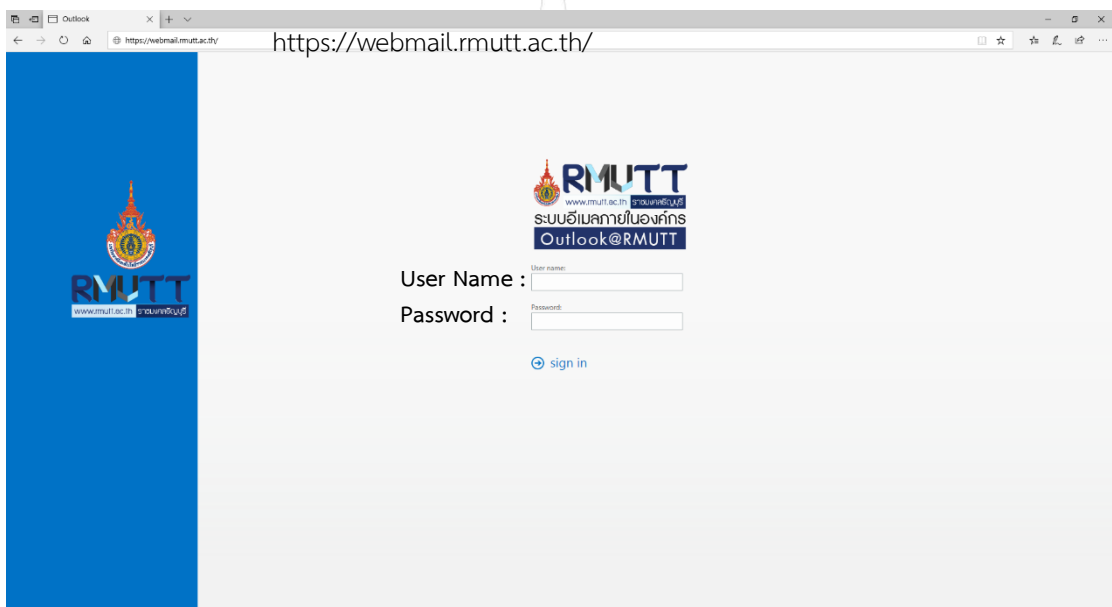 Outlook
https://webmail.rmutt.ac.th/
https://webmail.rmutt.ac.th/
RMUTT
www.rmutt.ac.th ราชมงคลธัญบุรี
ระบบอีเมลภายในองค์กร
Outlook@RMUTT
RMUTT
www.rmutt.ac.th ราชมงคลธัญบุรี
User name:
User Name :
Password:
Password :
sign in